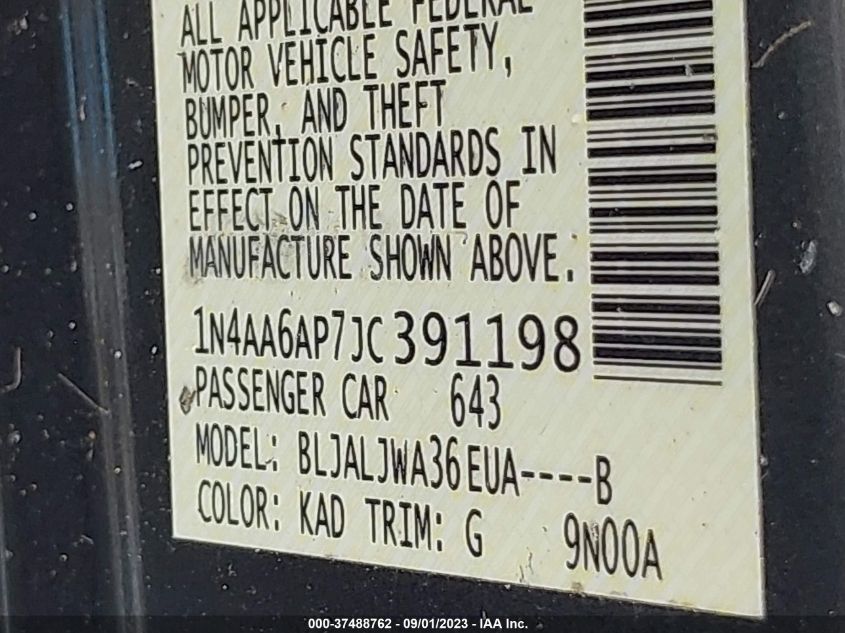 ALL APPLICABLE FEDERAL
MOTOR VEHICLE SAFETY,
BUMPER, AND THEFT
PREVENTION STANDARDS IN
EFFECT ON THE DATE OF
MANUFACTURE SHOWN ABOVE.
1N4AA6AP7JC391198
PASSENGER CAR 643
MODEL: BLJALJWA36EUA----B
COLOR: KAD TRIM: G 9N00A
000-37488762 - 09/01/2023 - IAA Inc.